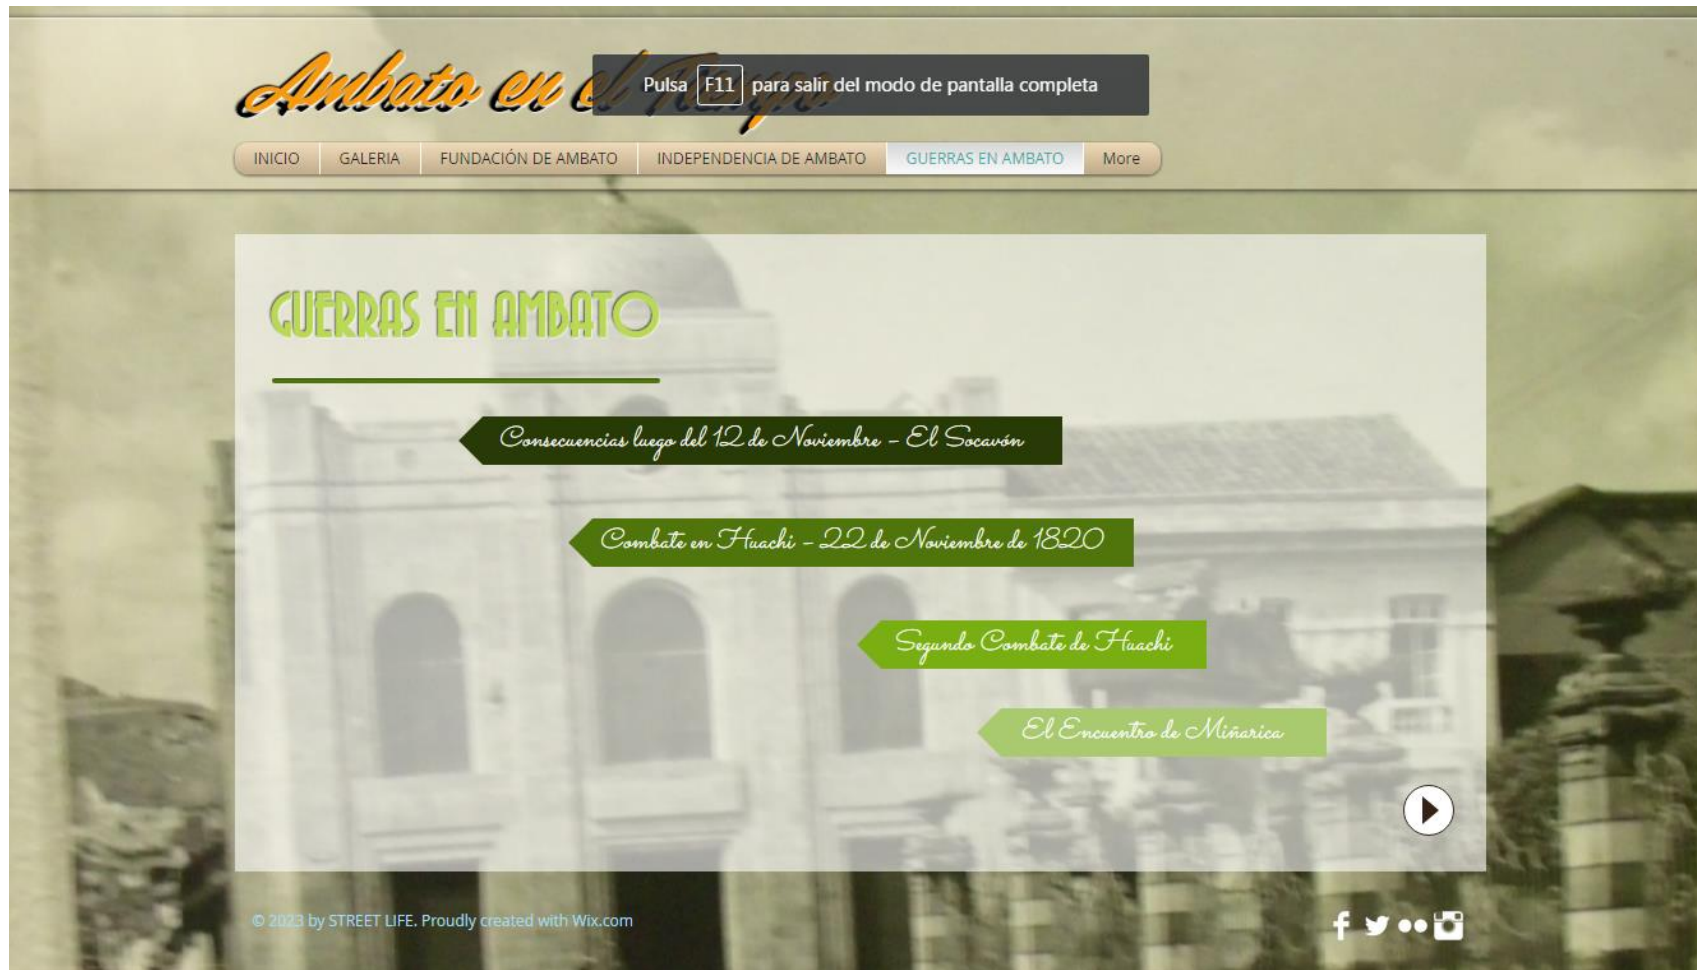 Ambato en el Tiempo
Pulsa F11 para salir del modo de pantalla completa
INICIO GALERIA FUNDACIÓN DE AMBATO INDEPENDENCIA DE AMBATO GUERRAS EN AMBATO More
GUERRAS EN AMBATO
Consecuencias luego del 12 de Noviembre - El Socavón
Combate en Huachi - 22 de Noviembre de 1820
Segundo Combate de Huachi
El Encuentro de Miñarica
© 2023 by STREET LIFE. Proudly created with Wix.com